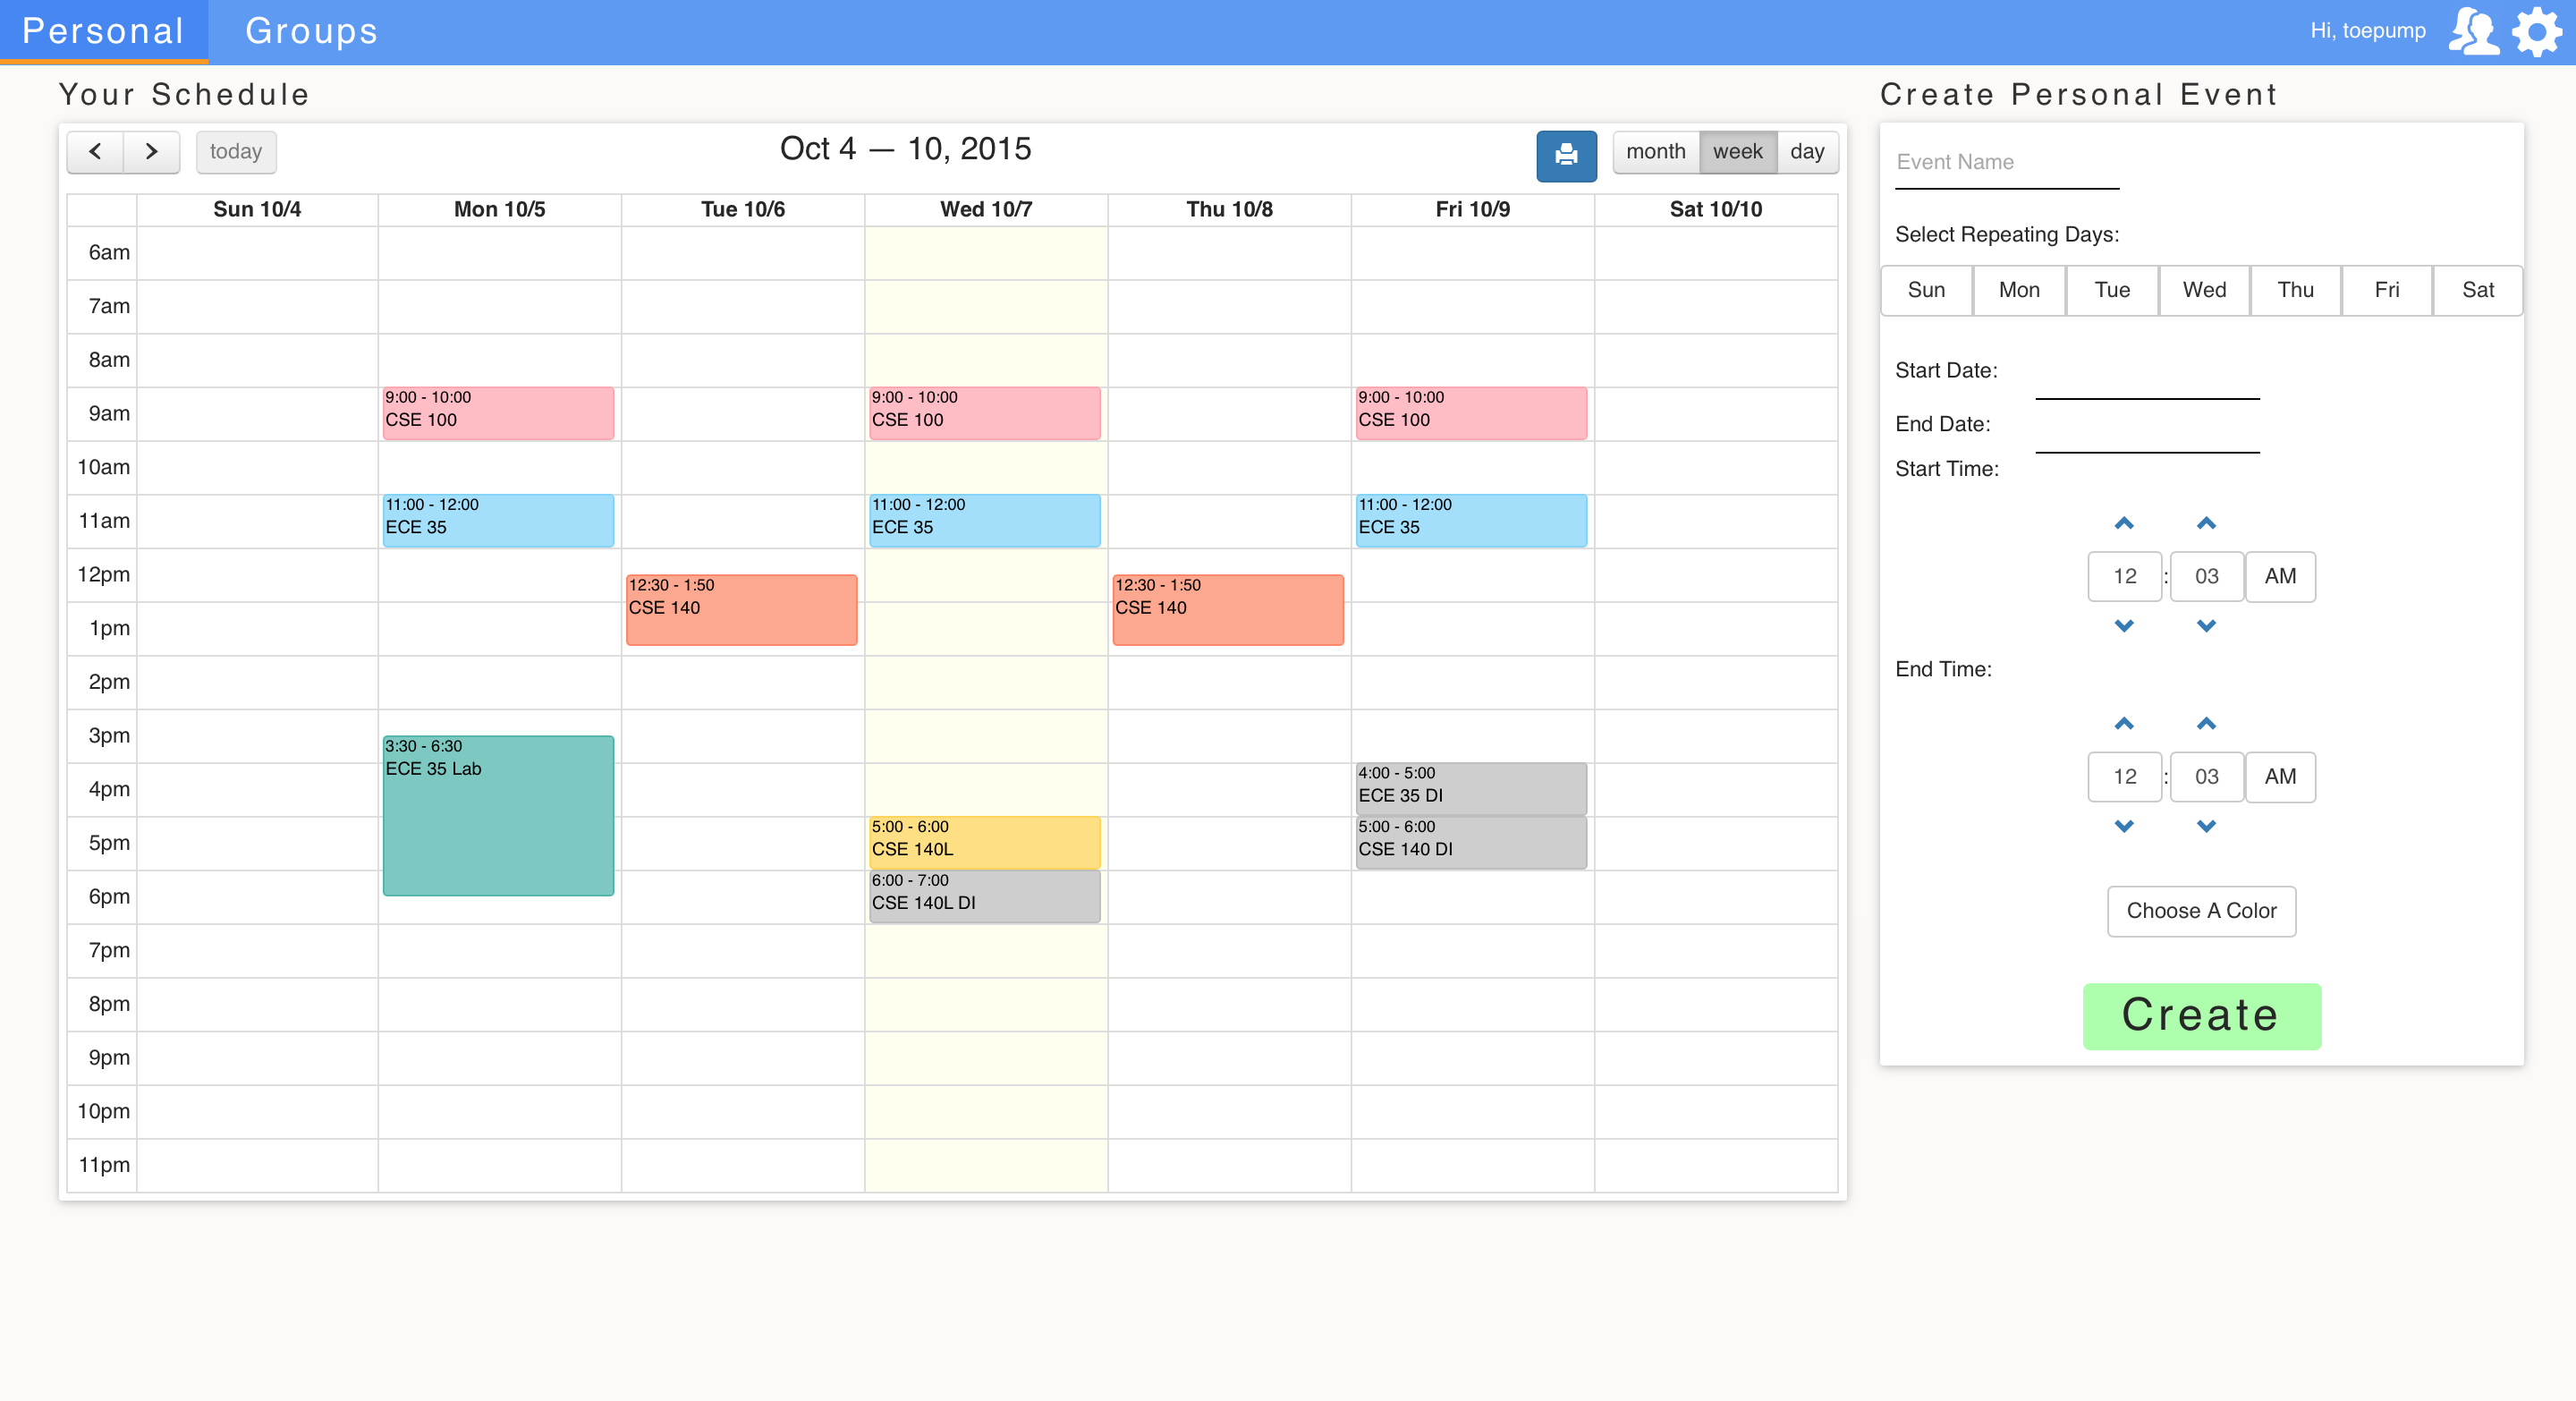 Personal Groups Hi, toepump
Your Schedule
today Oct 4 — 10, 2015 month week day
Sun 10/4 Mon 10/5 Tue 10/6 Wed 10/7 Thu 10/8 Fri 10/9 Sat 10/10
6am
7am
8am
9am
9:00 - 10:00 9:00 - 10:00 9:00 - 10:00
CSE 100 CSE 100 CSE 100
10am
11am
11:00 - 12:00 11:00 - 12:00 11:00 - 12:00
ECE 35 ECE 35 ECE 35
12pm
12:30 - 1:50 12:30 - 1:50
CSE 140 CSE 140
1pm
2pm
3pm
3:30 - 6:30
ECE 35 Lab
4pm
4:00 - 5:00
ECE 35 DI
5pm
5:00 - 6:00 5:00 - 6:00
CSE 140L CSE 140 DI
6pm
6:00 - 7:00
CSE 140L DI
7pm
8pm
9pm
10pm
11pm
Create Personal Event
Event Name
Select Repeating Days:
Sun Mon Tue Wed Thu Fri Sat
Start Date:
End Date:
Start Time:
12 : 03 AM
End Time:
12 : 03 AM
Choose A Color
Create